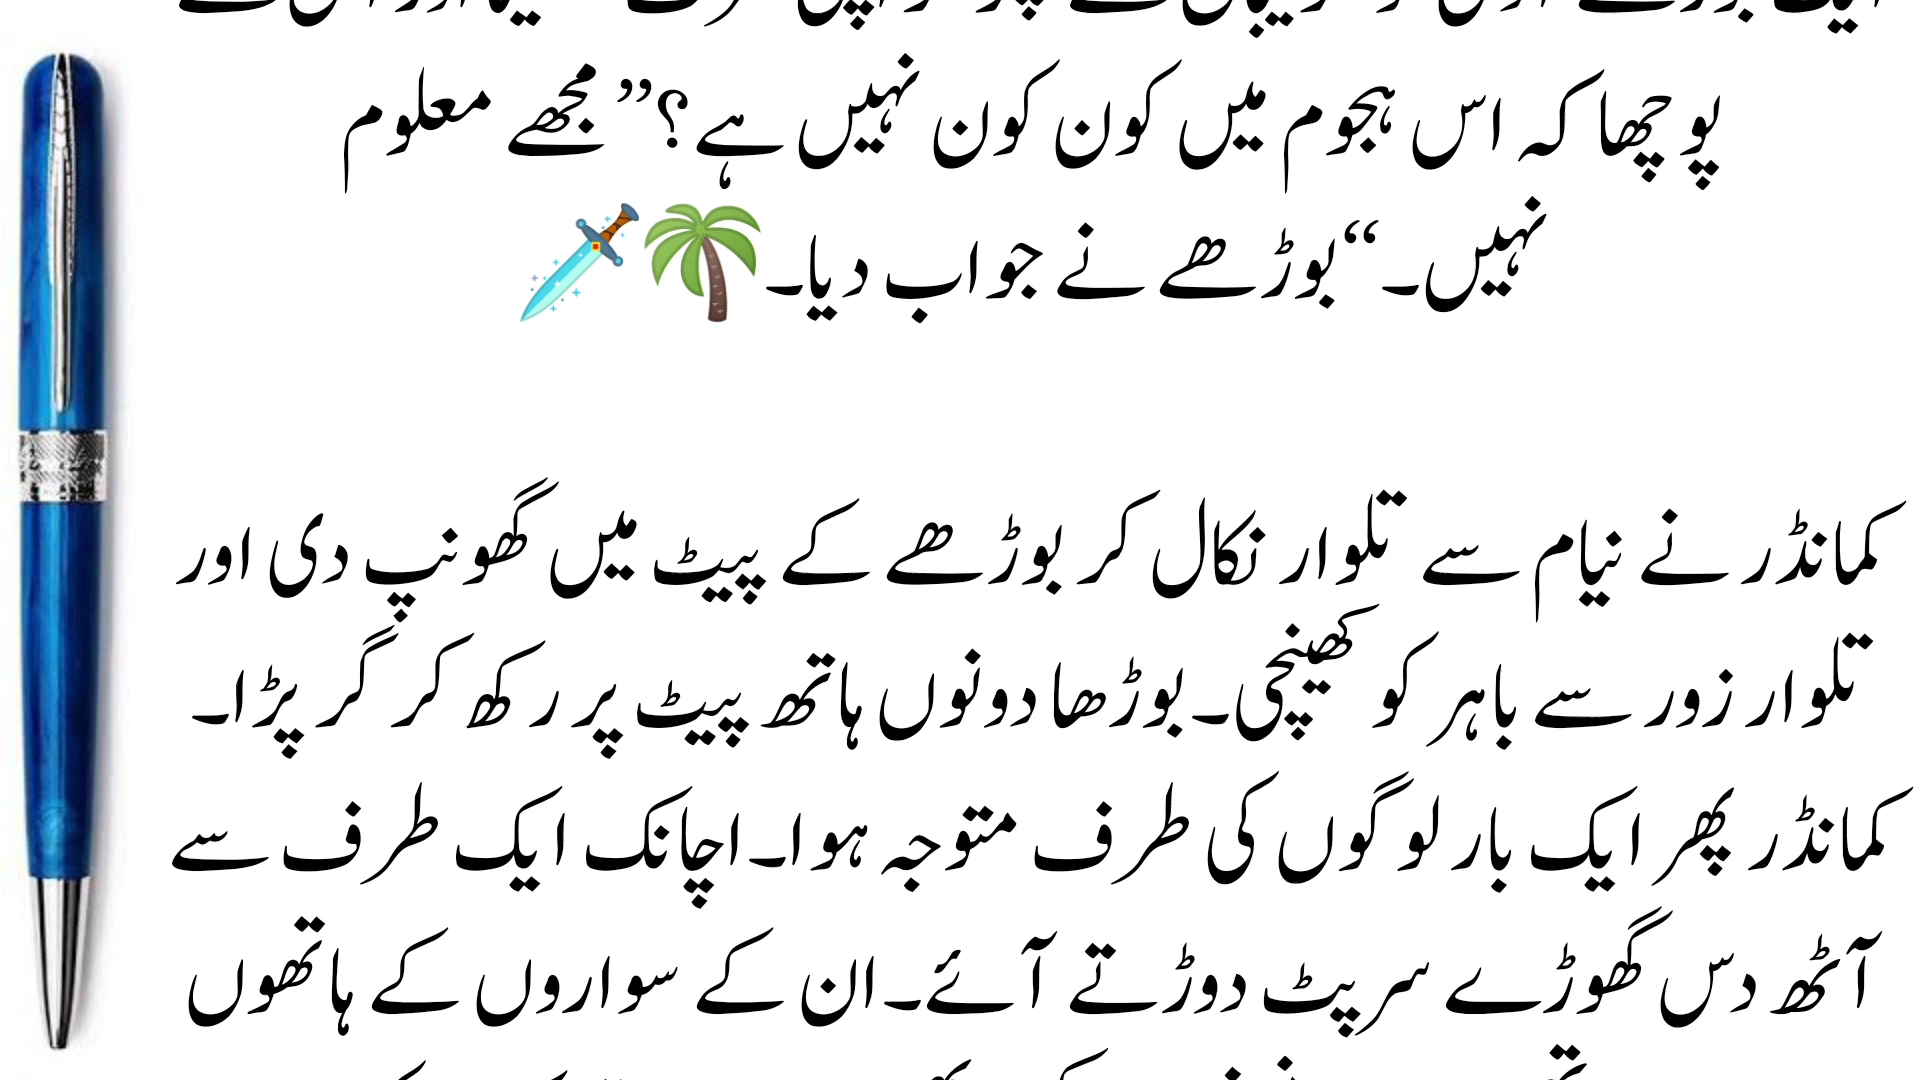 پوچھا کہ اس ہجوم میں کون کون نہیں ہے؟”مجھے معلوم
نہیں۔“بوڑھے نے جواب دیا۔🌴🗡️
کمانڈر نے نیام سے تلوار نکال کر بوڑھے کے پیٹ میں گھونپ دی اور
تلوار زور سے باہر کو کھینچی۔بوڑھا دونوں ہاتھ پیٹ پر رکھ کر گر پڑا۔
کمانڈر پھر ایک بار لوگوں کی طرف متوجہ ہوا۔اچانک ایک طرف سے
آٹھ دس گھوڑے سرپٹ دوڑتے آئے۔ان کے سواروں کے ہاتھوں